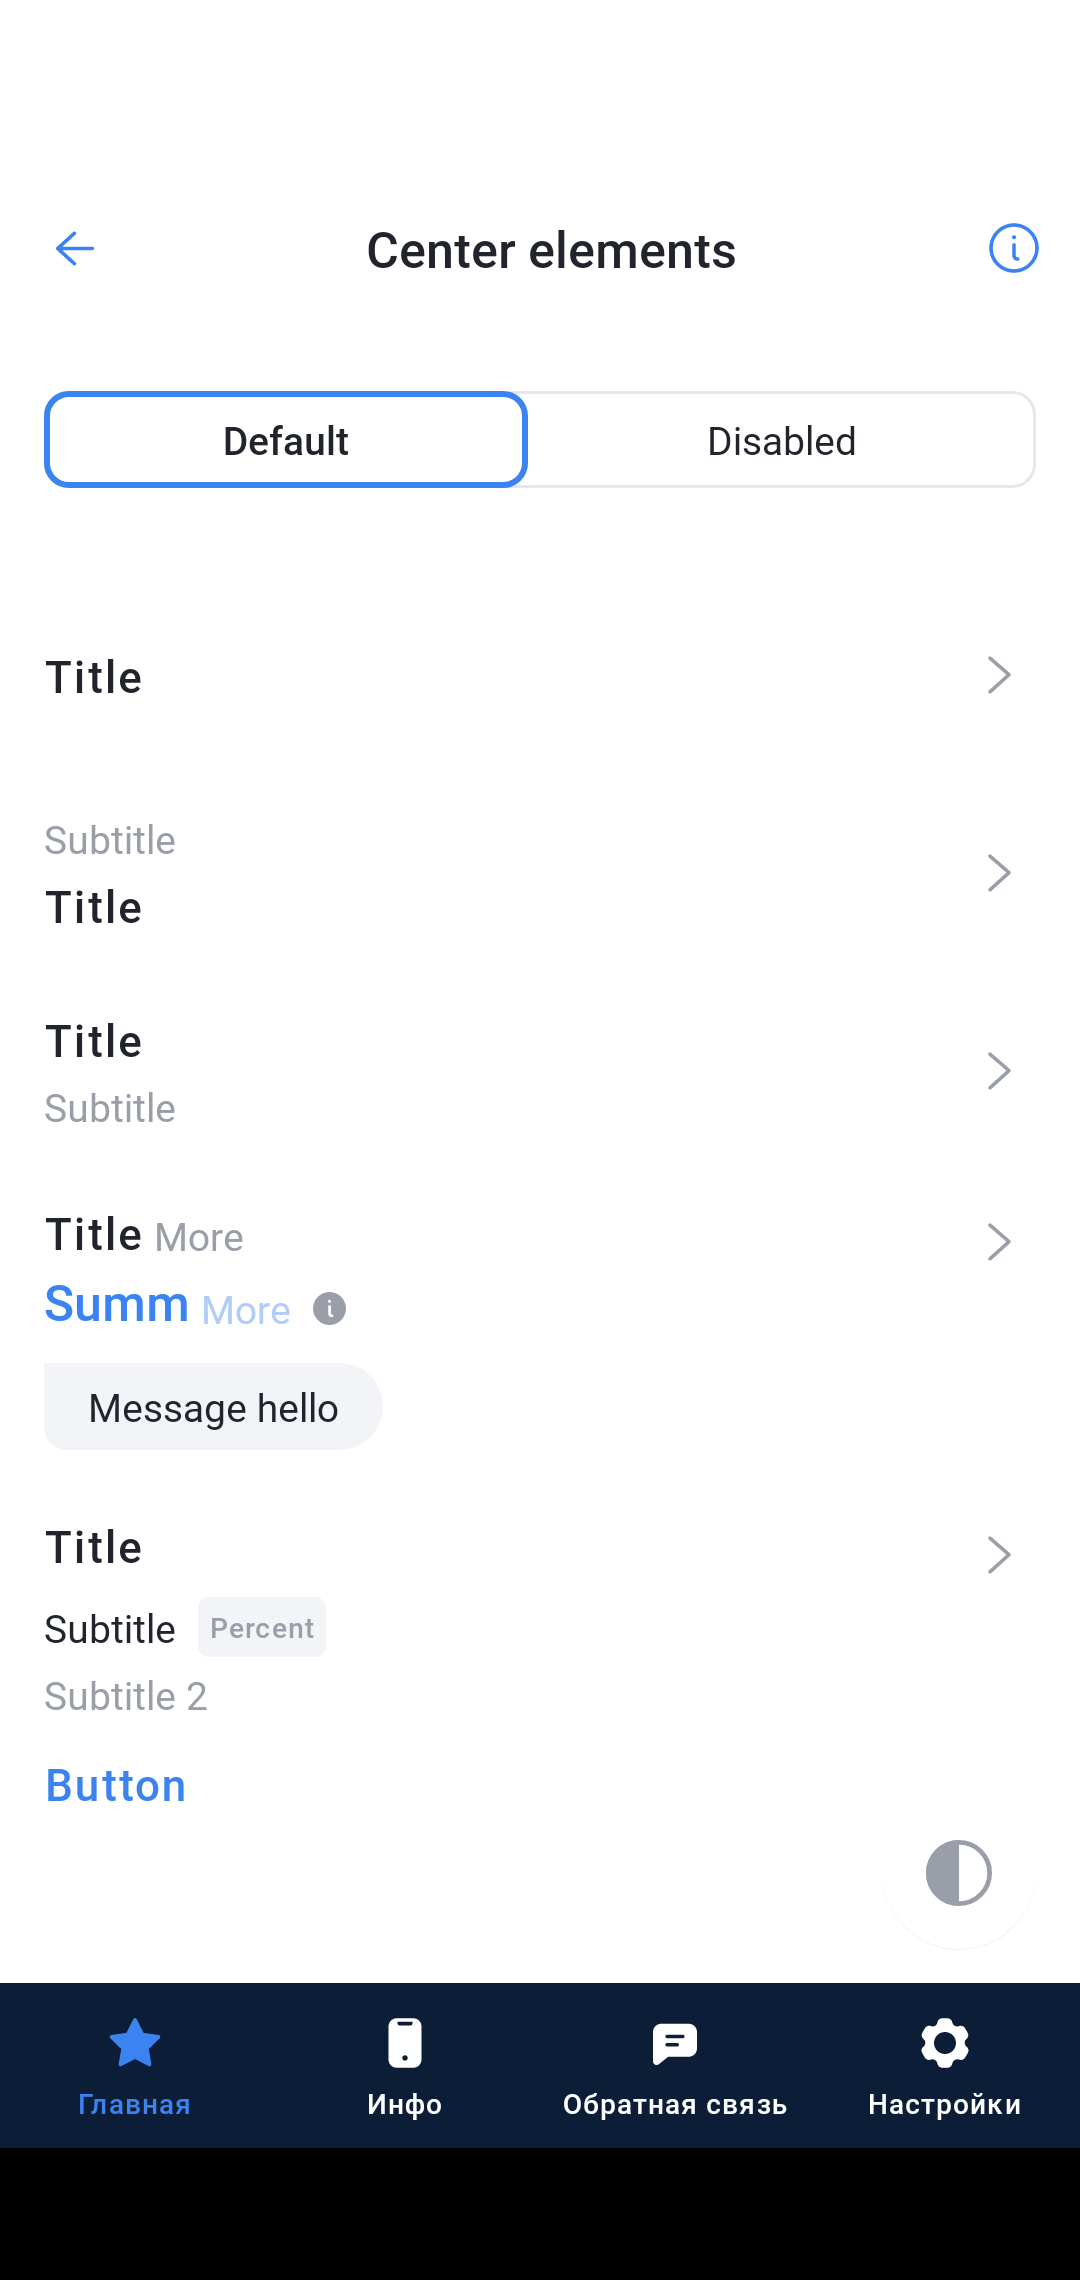 Center elements
Default
Disabled
Title
Subtitle
Title
Title
Subtitle
Title More
Summ More
Message hello
Title
Subtitle Percent
Subtitle 2
Button
Главная
Инфо
Обратная связь
Настройки